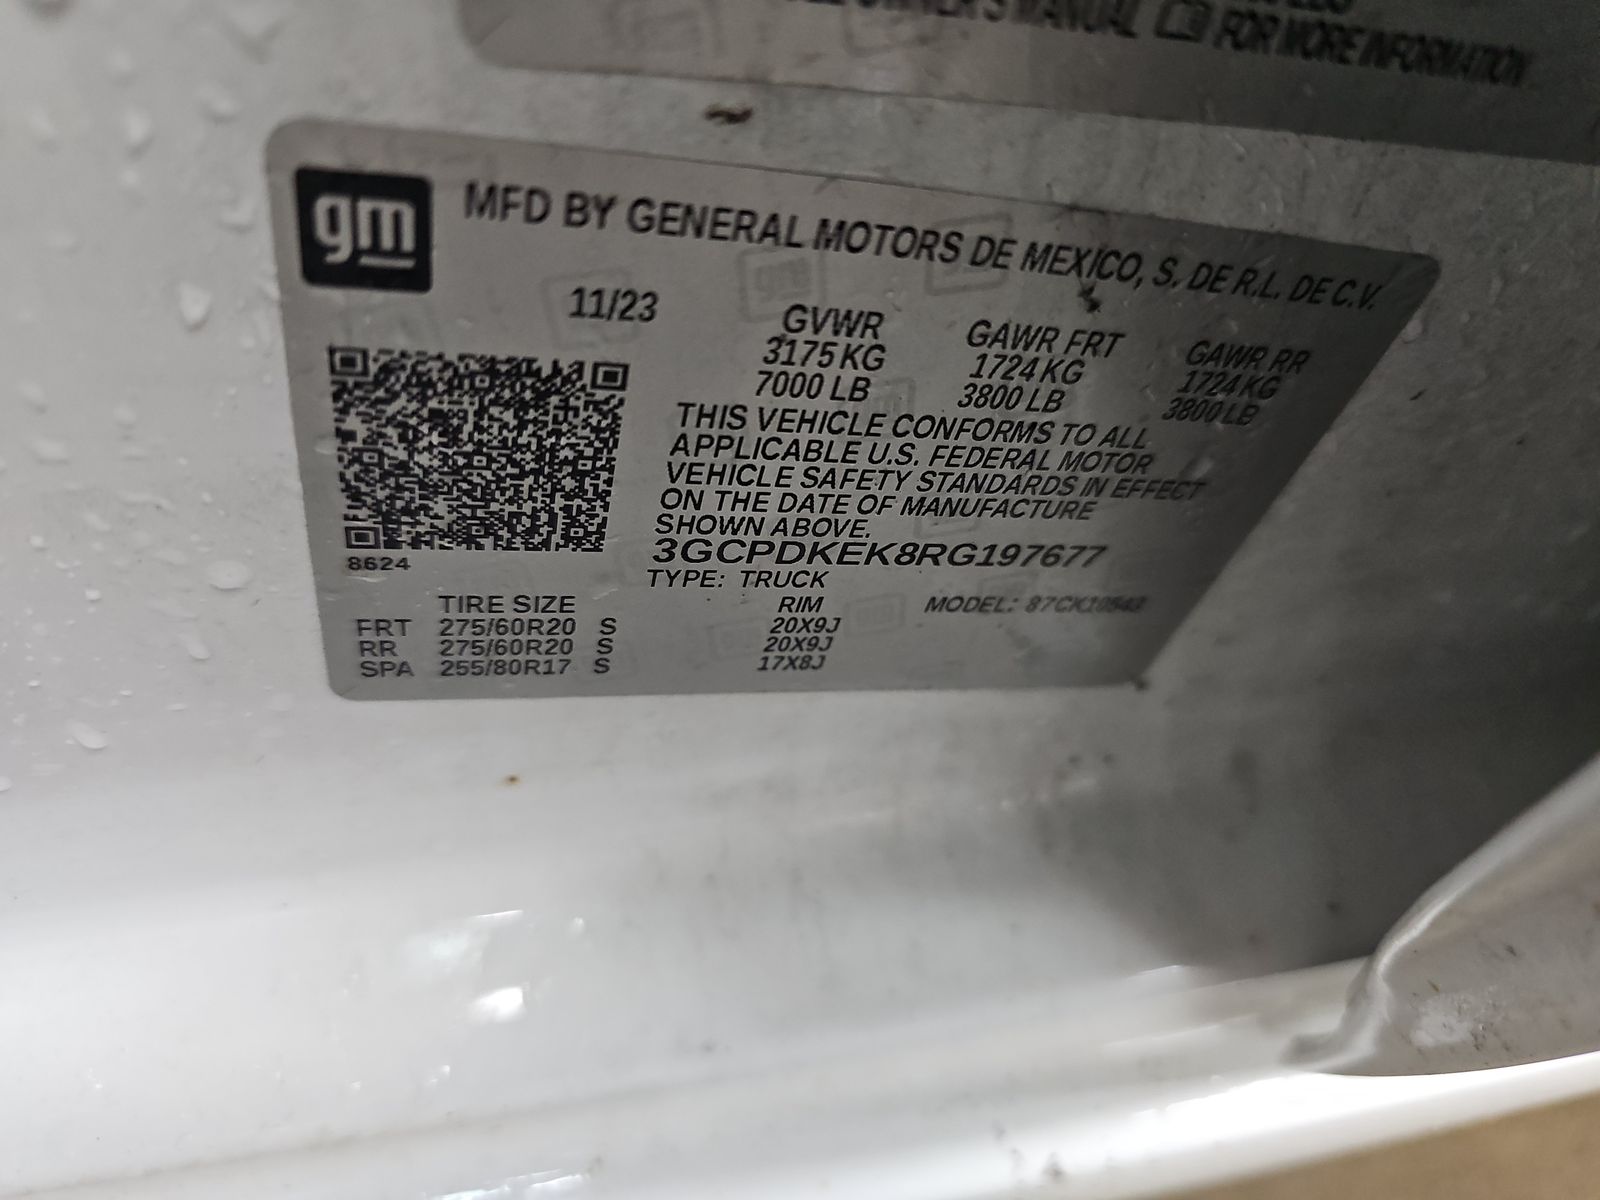 OWNER'S MANUAL FOR MORE INFORMATION
gm
MFD BY GENERAL MOTORS DE MEXICO, S. DE R.L. DE C.V.
11/23 GVWR GAWR FRT GAWR RR
3175 KG 1724 KG 1724 KG
7000 LB 3800 LB 3800 LB
THIS VEHICLE CONFORMS TO ALL
APPLICABLE U.S. FEDERAL MOTOR
VEHICLE SAFETY STANDARDS IN EFFECT
ON THE DATE OF MANUFACTURE
SHOWN ABOVE.
3GCPDKEK8RG197677
8624
TYPE: TRUCK
TIRE SIZE RIM MODEL:
FRT 275/60R20 S 20X9J
RR 275/60R20 S 20X9J
SPA 255/80R17 S 17X8J